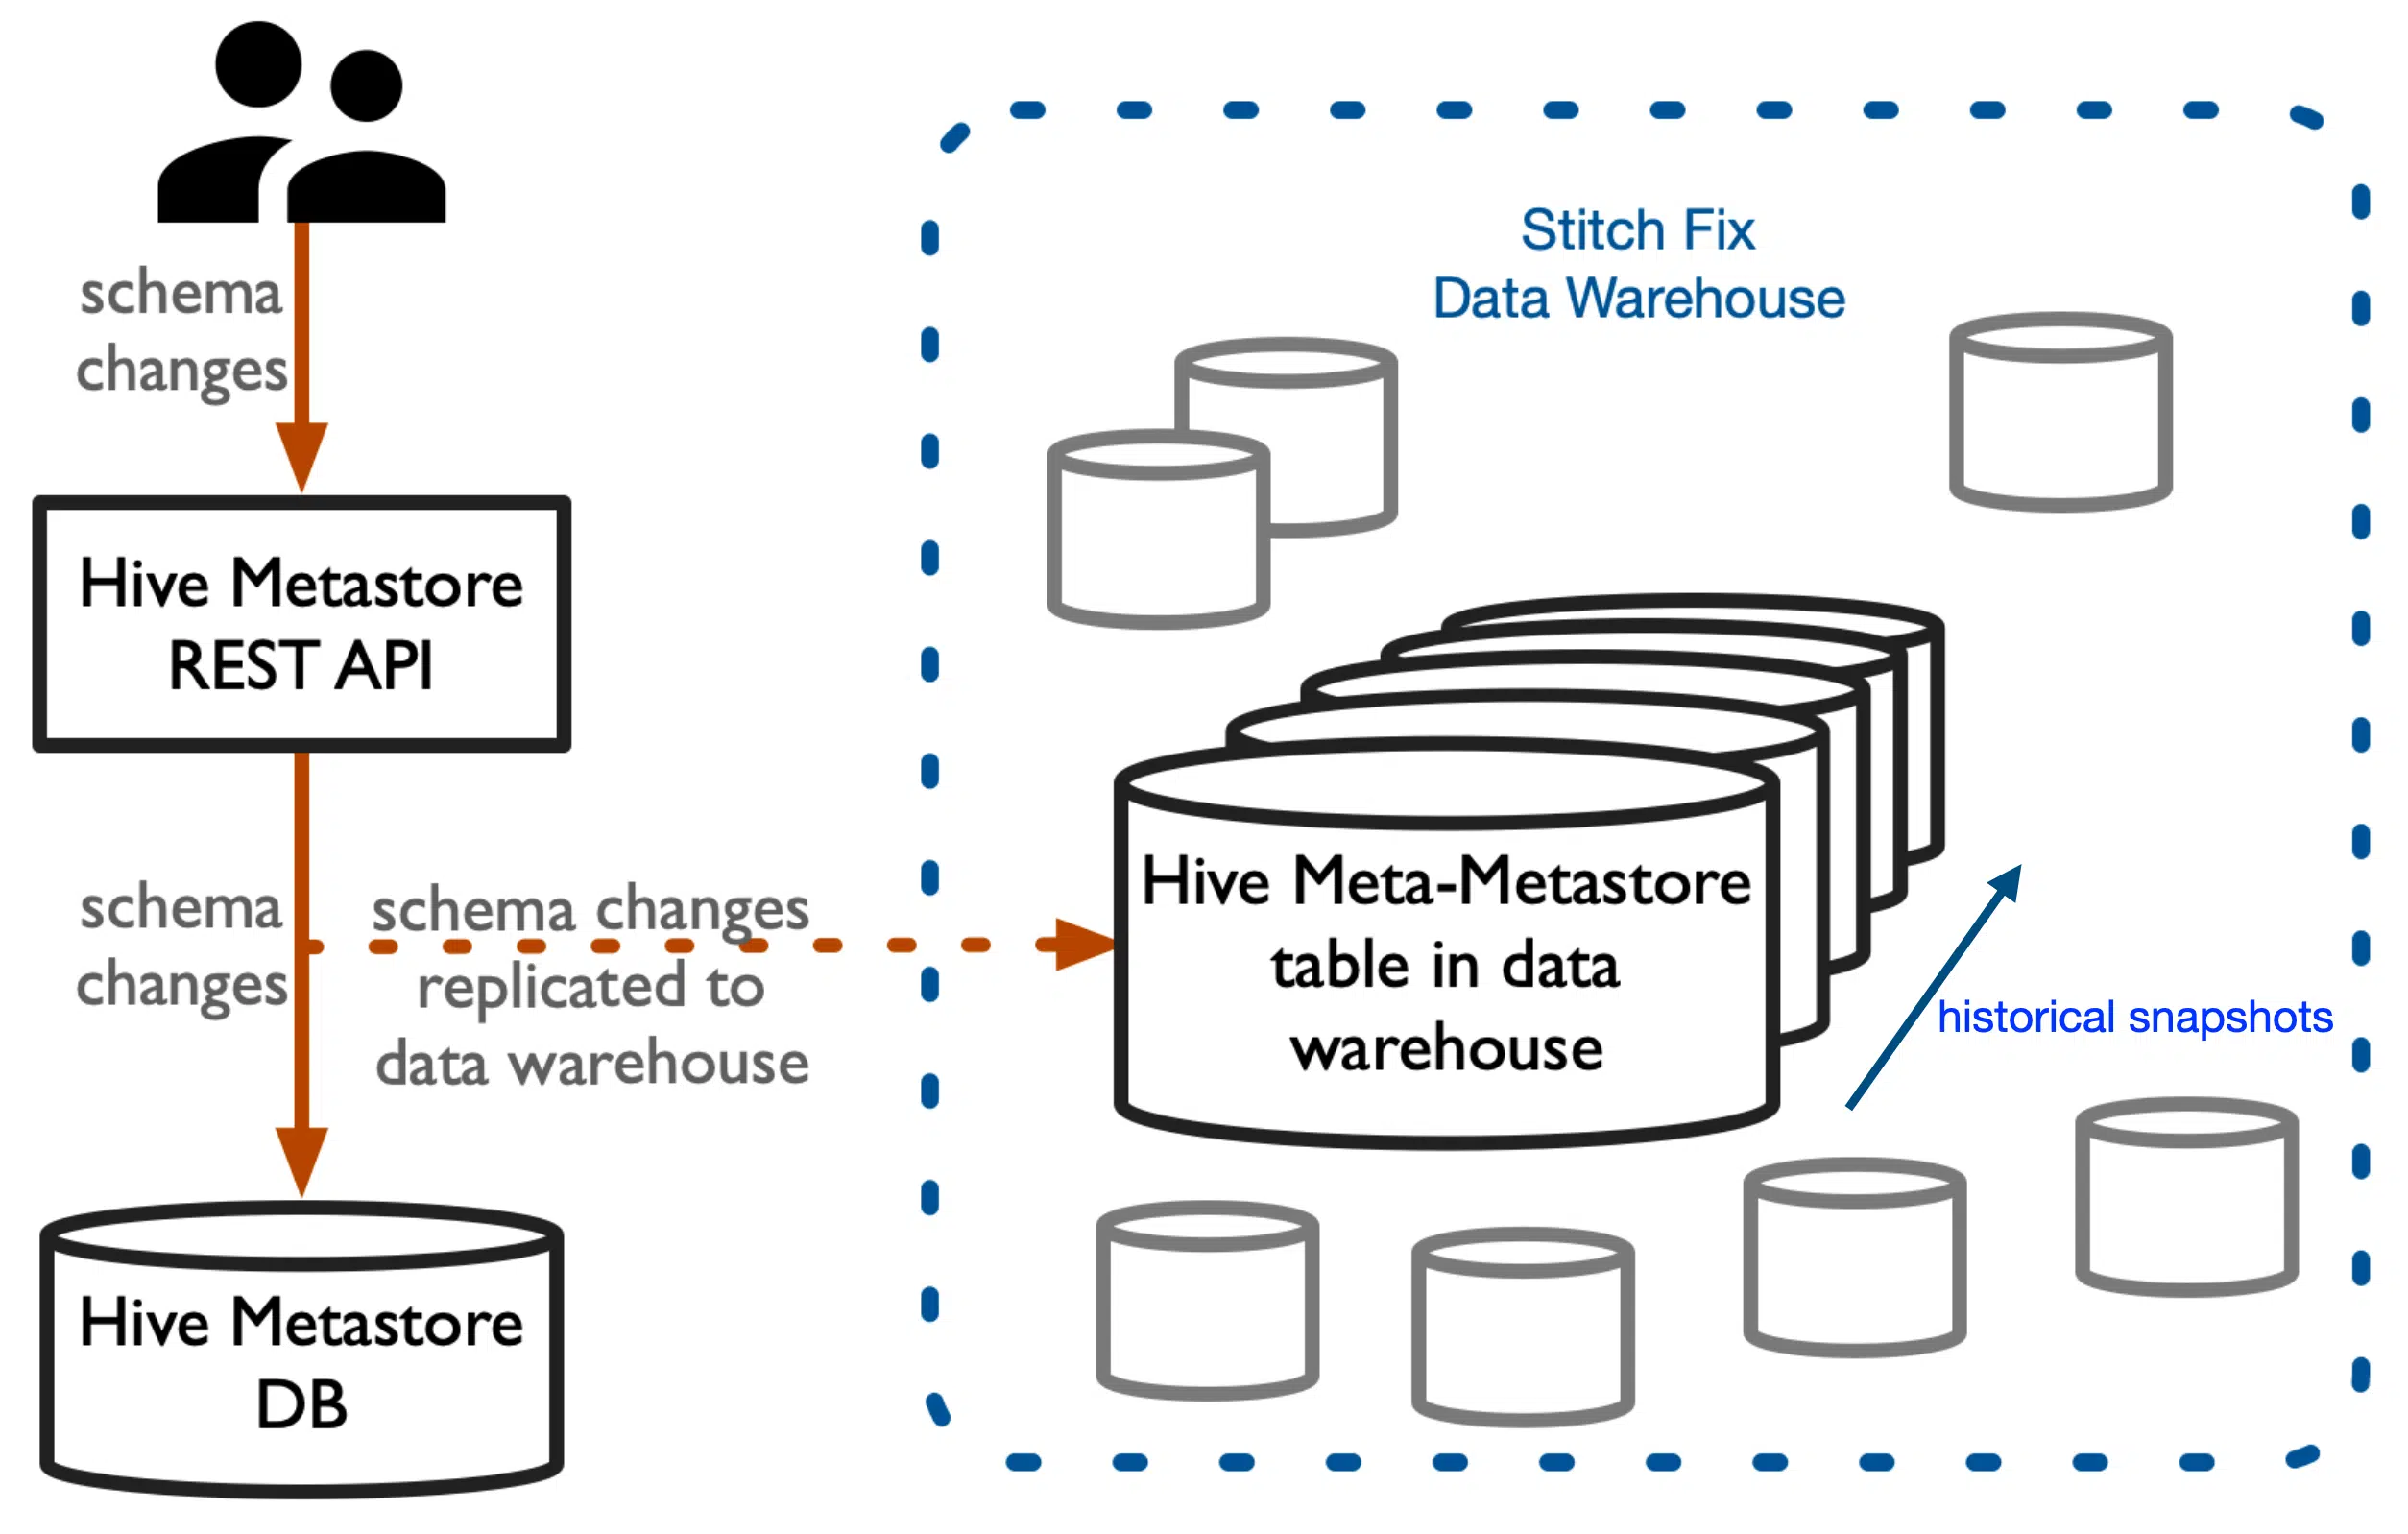 schema
changes
Hive Metastore
REST API
schema
changes
schema changes
replicated to
data warehouse
Hive Metastore
DB
Stitch Fix
Data Warehouse
Hive Meta-Metastore
table in data
warehouse
historical snapshots